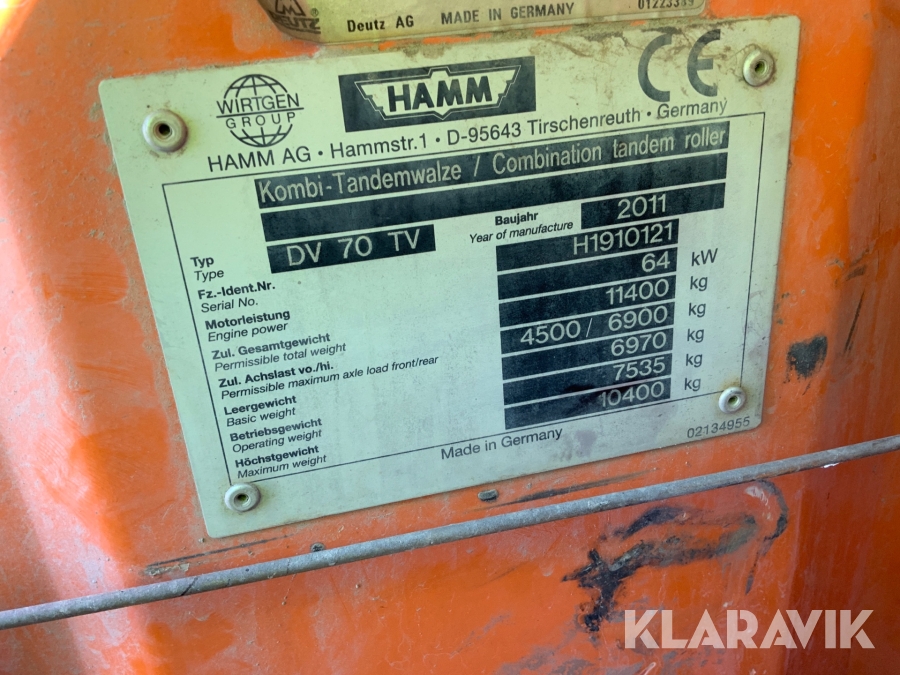 DEUTZ
Deutz AG MADE IN GERMANY
WIRTGEN
GROUP
HAMM
CE
HAMM AG · Hammstr.1 · D-95643 Tirschenreuth · Germany
Kombi-Tandemwalze / Combination tandem roller
Typ
Type
DV 70 TV
Baujahr
Year of manufacture
2011
Fz.-Ident.Nr.
Serial No.
H1910121
Motorleistung
Engine power
64 kW
Zul. Gesamtgewicht
Permissible total weight
11400 kg
Zul. Achslast vo./hi.
Permissible maximum axle load front/rear
4500 / 6900 kg
Leergewicht
Basic weight
6970 kg
Betriebsgewicht
Operating weight
7535 kg
Höchstgewicht
Maximum weight
10400 kg
Made in Germany
02134955
KLARAVIK